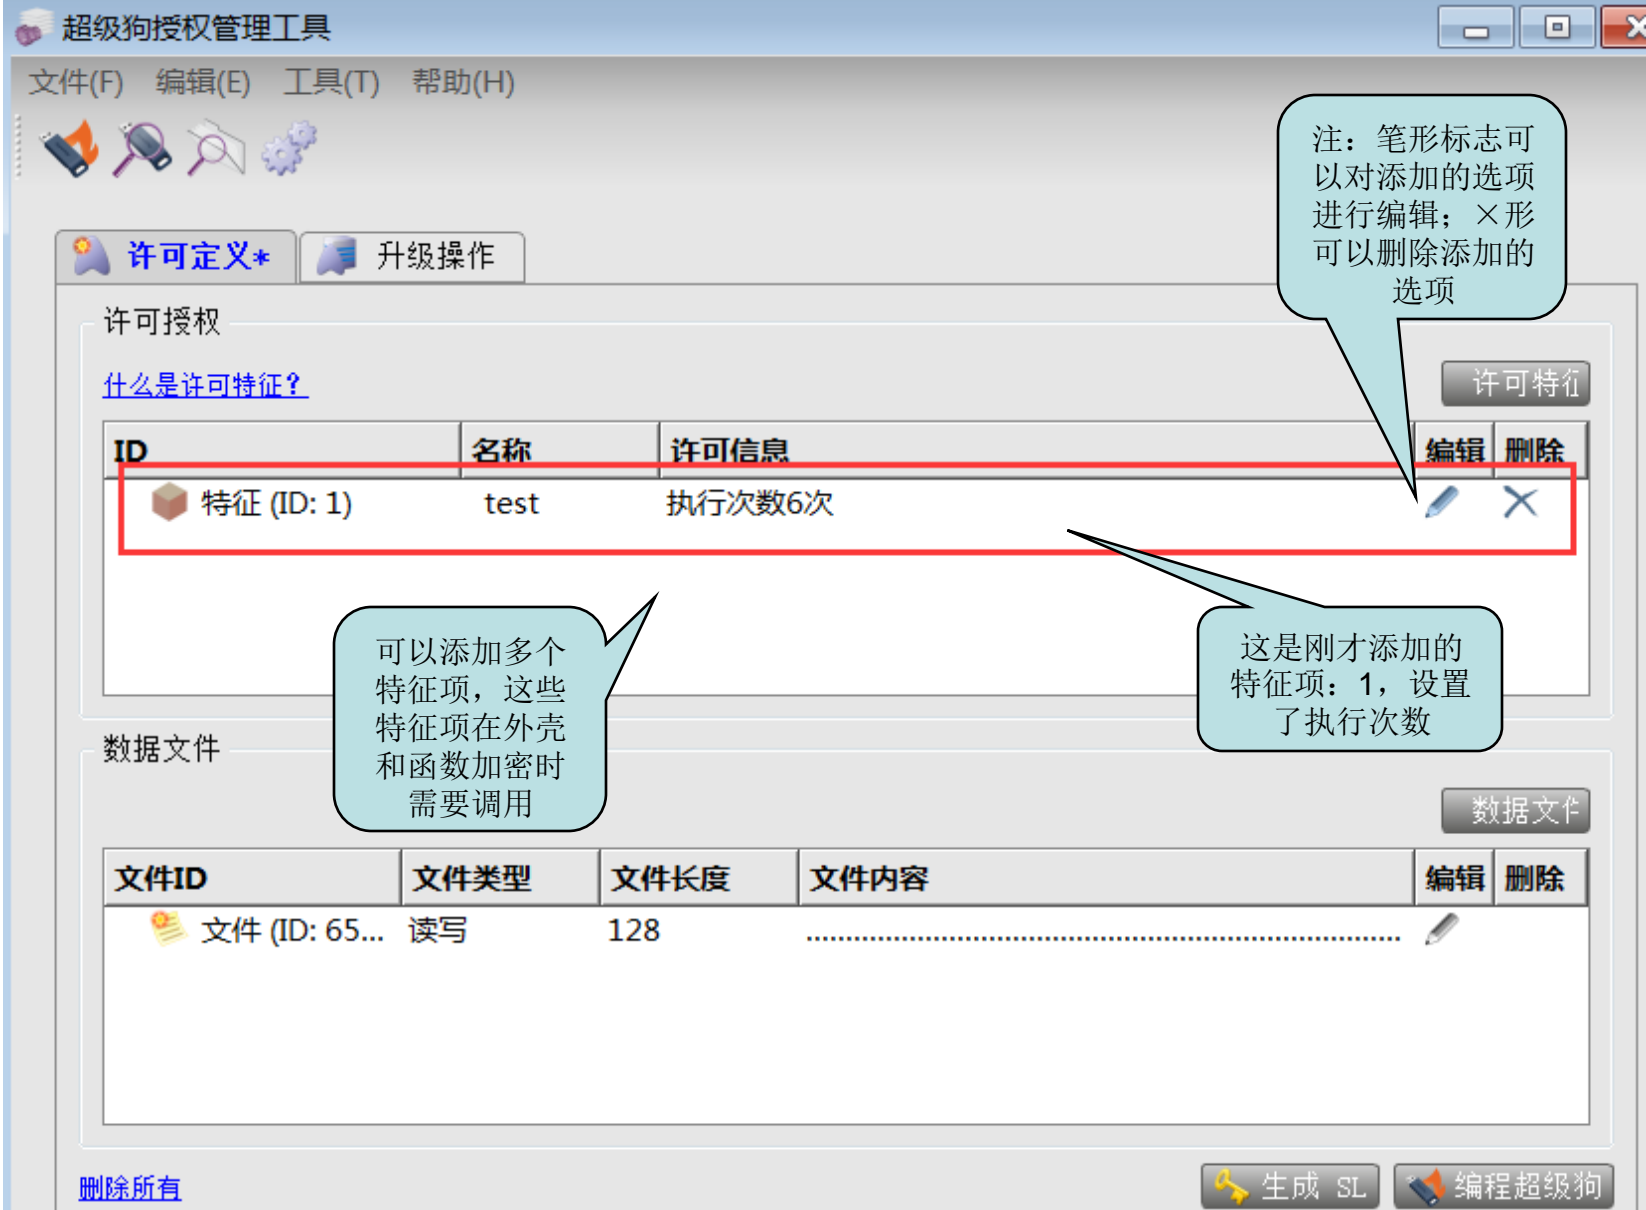 超级狗授权管理工具
文件(F) 编辑(E) 工具(T) 帮助(H)
注：笔形标志可
以对添加的选项
进行编辑；×形
可以删除添加的
选项
许可定义* 升级操作
许可授权
什么是许可特征？
许可特征
ID 名称 许可信息 编辑 删除
特征 (ID: 1) test 执行次数6次
可以添加多个
特征项，这些
特征项在外壳
和函数加密时
需要调用
这是刚才添加的
特征项：1，设置
了执行次数
数据文件
数据文件
文件ID 文件类型 文件长度 文件内容 编辑 删除
文件 (ID: 65... 读写 128 ............................................................................
删除所有 生成 SL 编程超级狗